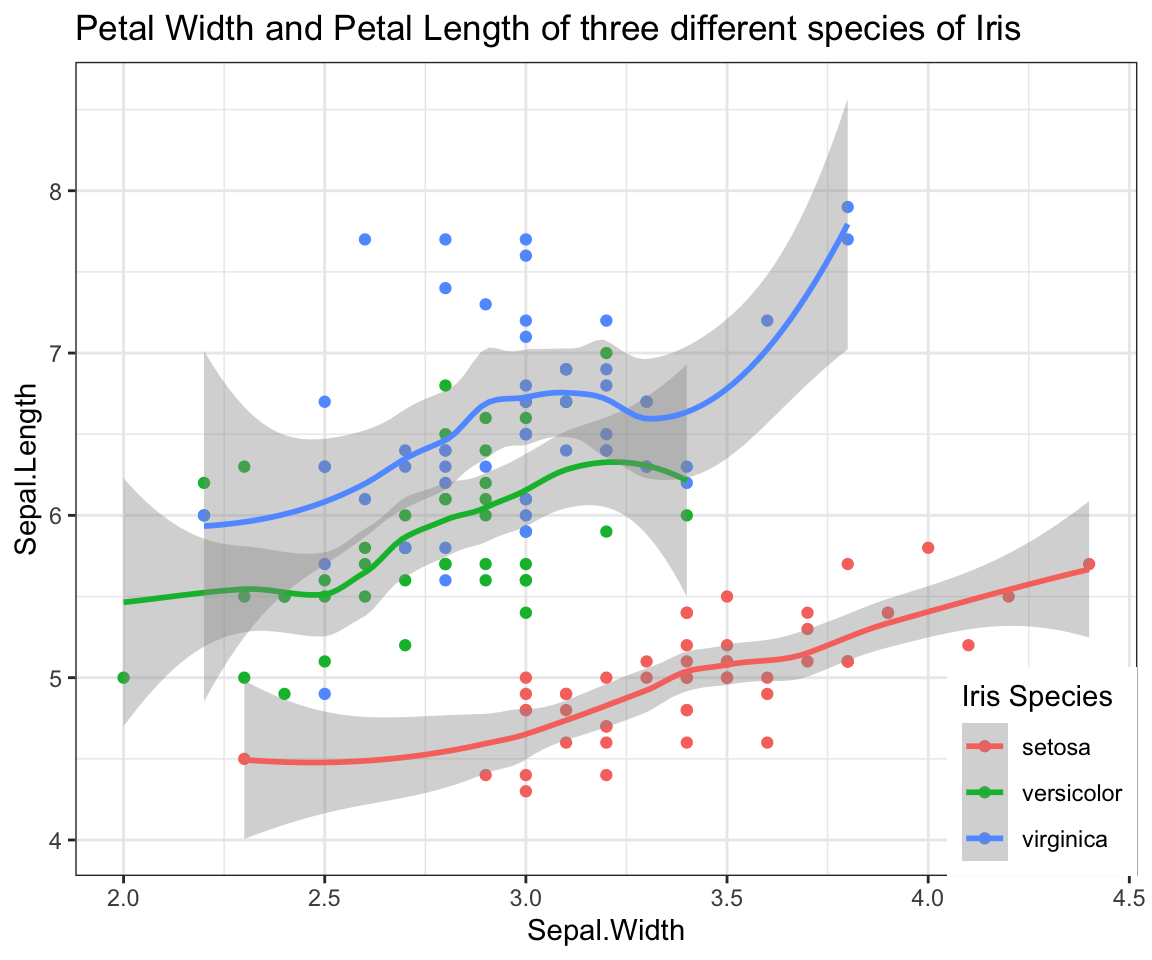 Petal Width and Petal Length of three different species of Iris
8
7
6
5
4
Sepal.Length
Iris Species
setosa
versicolor
virginica
2.0 2.5 3.0 3.5 4.0 4.5
Sepal.Width